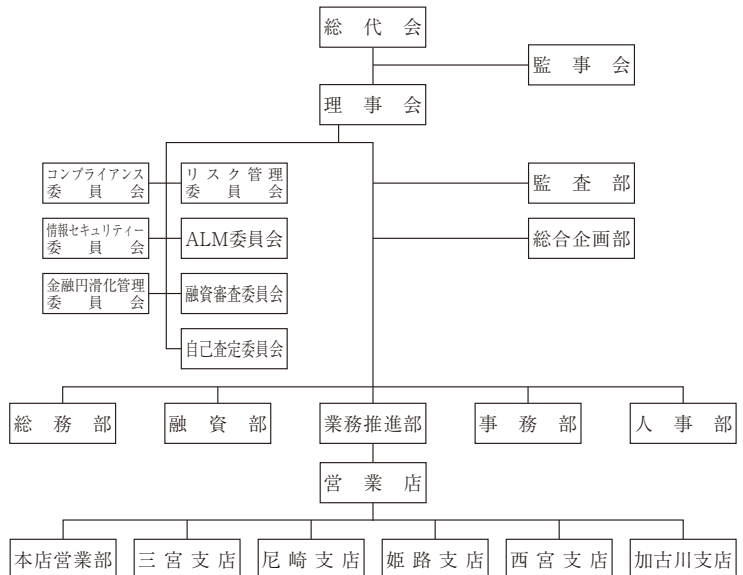 総代会
監事会
理事会
コンプライアンス
委員会
リスク管理
委員会
監査部
情報セキュリティー
委員会
ALM委員会
総合企画部
金融円滑化管理
委員会
融資審査委員会
自己査定委員会
総務部
融資部
業務推進部
事務部
人事部
営業店
本店営業部
三宮支店
尼崎支店
姫路支店
西宮支店
加古川支店